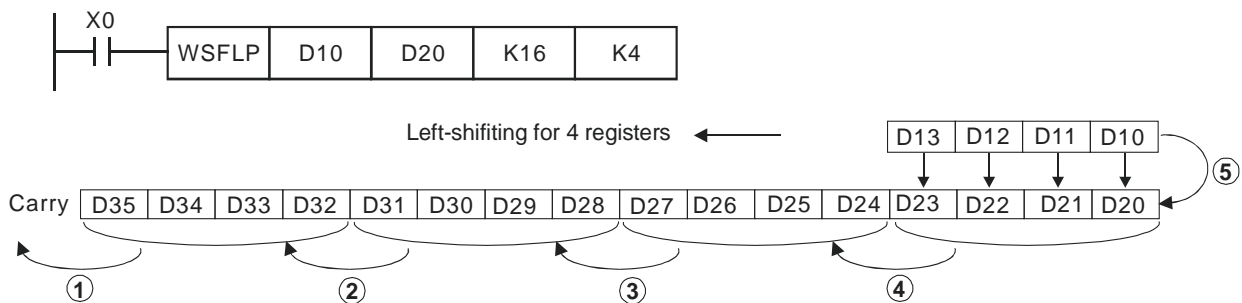 X0
WSFLP D10 D20 K16 K4
Left-shifiting for 4 registers
D13 D12 D11 D10
5
Carry D35 D34 D33 D32 D31 D30 D29 D28 D27 D26 D25 D24 D23 D22 D21 D20
1 2 3 4